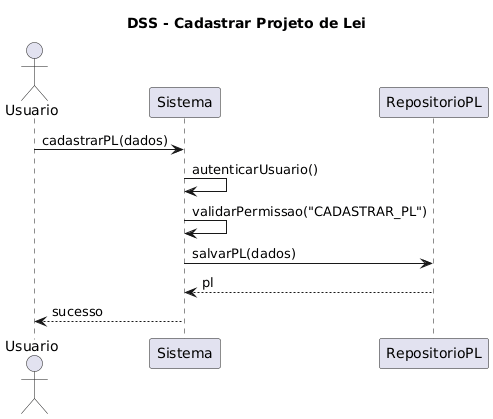 DSS - Cadastrar Projeto de Lei
Usuario
Sistema
RepositorioPL
cadastrarPL(dados)
autenticarUsuario()
validarPermissao("CADASTRAR_PL")
salvarPL(dados)
pl
sucesso
Usuario
Sistema
RepositorioPL